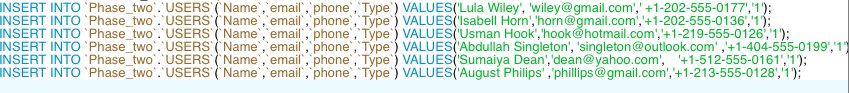 INSERT INTO `Phase_two`.`USERS`(`Name`,`email`,`phone`,`Type`) VALUES('Lula Wiley', 'wiley@gmail.com',' +1-202-555-0177','1');
INSERT INTO `Phase_two`.`USERS`(`Name`,`email`,`phone`,`Type`) VALUES('Isabell Horn','horn@gmail.com','+1-202-555-0136','1');
INSERT INTO `Phase_two`.`USERS`(`Name`,`email`,`phone`,`Type`) VALUES('Usman Hook','hook@hotmail.com','+1-219-555-0126','1');
INSERT INTO `Phase_two`.`USERS`(`Name`,`email`,`phone`,`Type`) VALUES('Abdullah Singleton', 'singleton@outlook.com' ,'+1-404-555-0199','1')
INSERT INTO `Phase_two`.`USERS`(`Name`,`email`,`phone`,`Type`) VALUES('Sumaiya Dean','dean@yahoo.com',   '+1-512-555-0161','1');
INSERT INTO `Phase_two`.`USERS`(`Name`,`email`,`phone`,`Type`) VALUES('August Philips' ,'phillips@gmail.com','+1-213-555-0128','1');